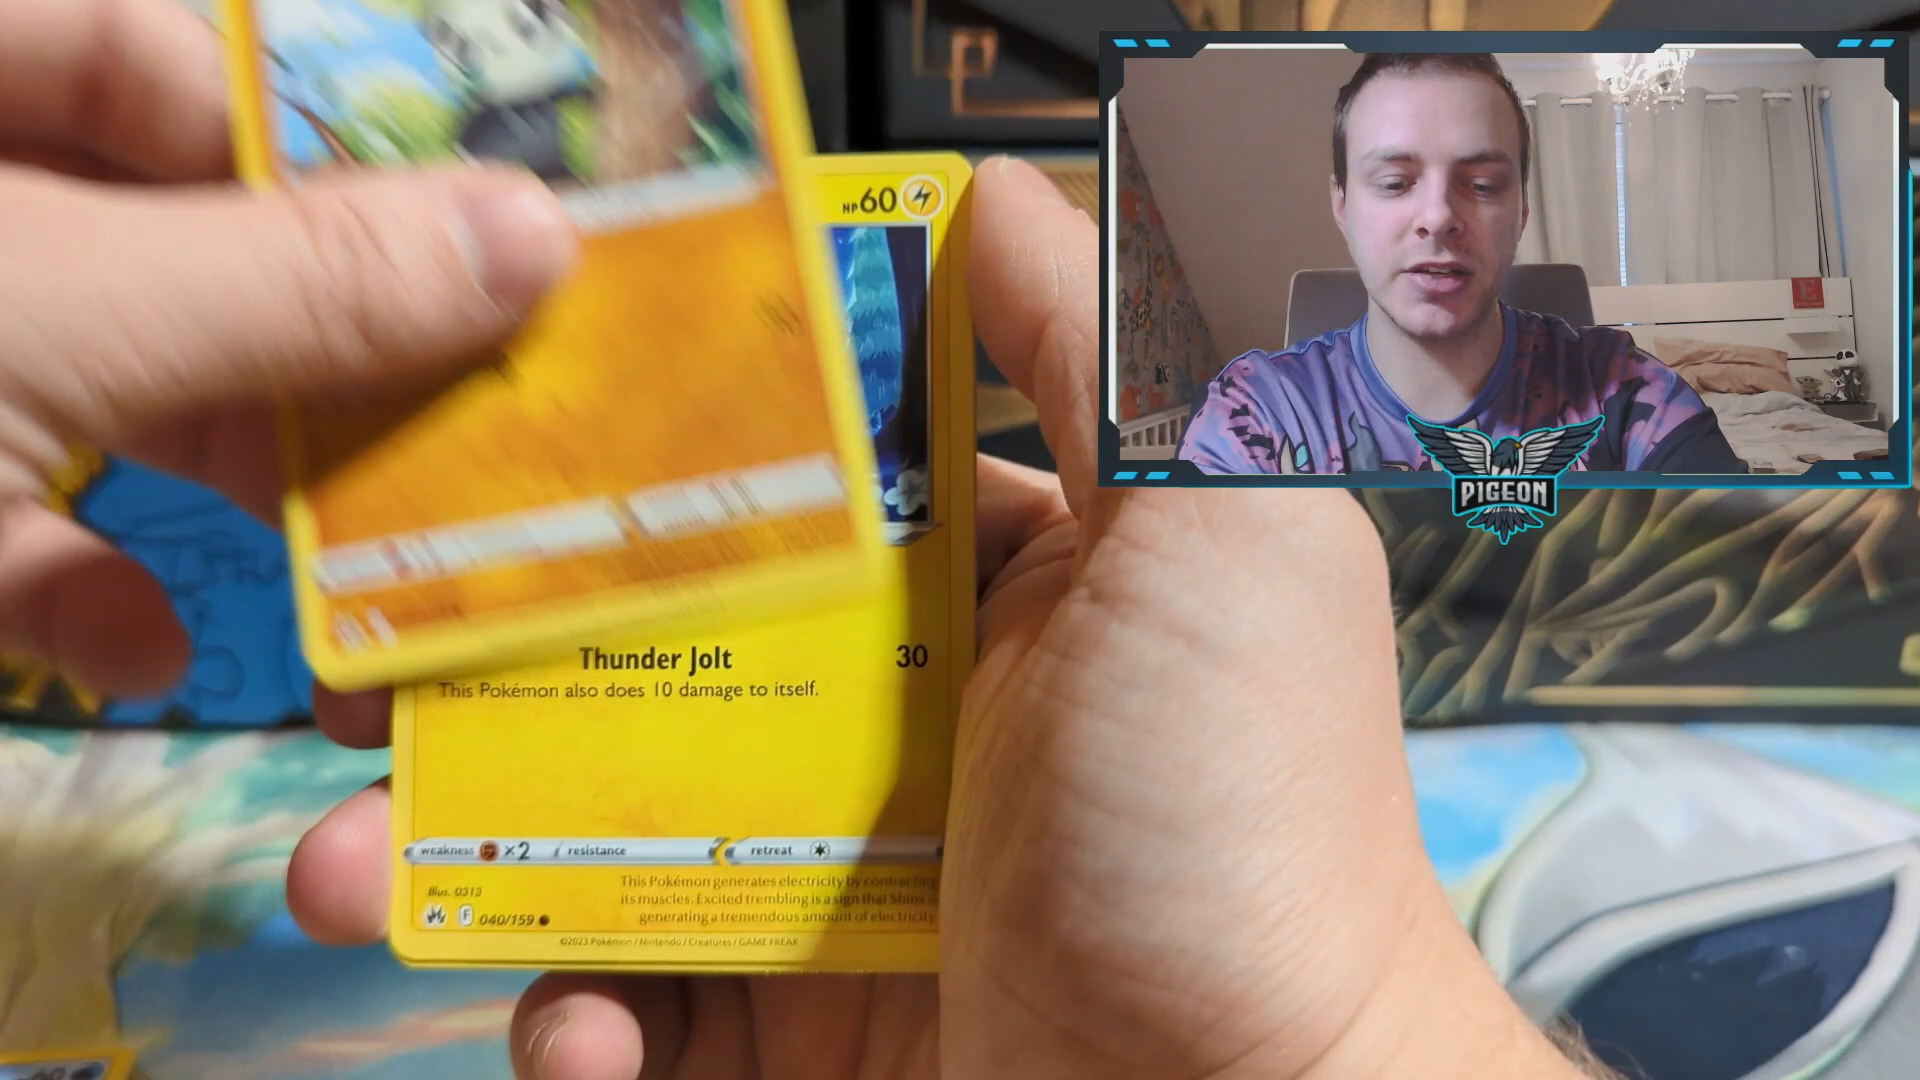 HP60
PIGEON
Thunder Jolt 30
This Pokémon also does 10 damage to itself.
weakness ×2 resistance retreat
Illus. 0313
This Pokémon generates electricity by contracting
its muscles. Excited trembling is a sign that Shinx is
generating a tremendous amount of electricity
F 040/159
©2023 Pokémon / Nintendo / Creatures / GAME FREAK
60